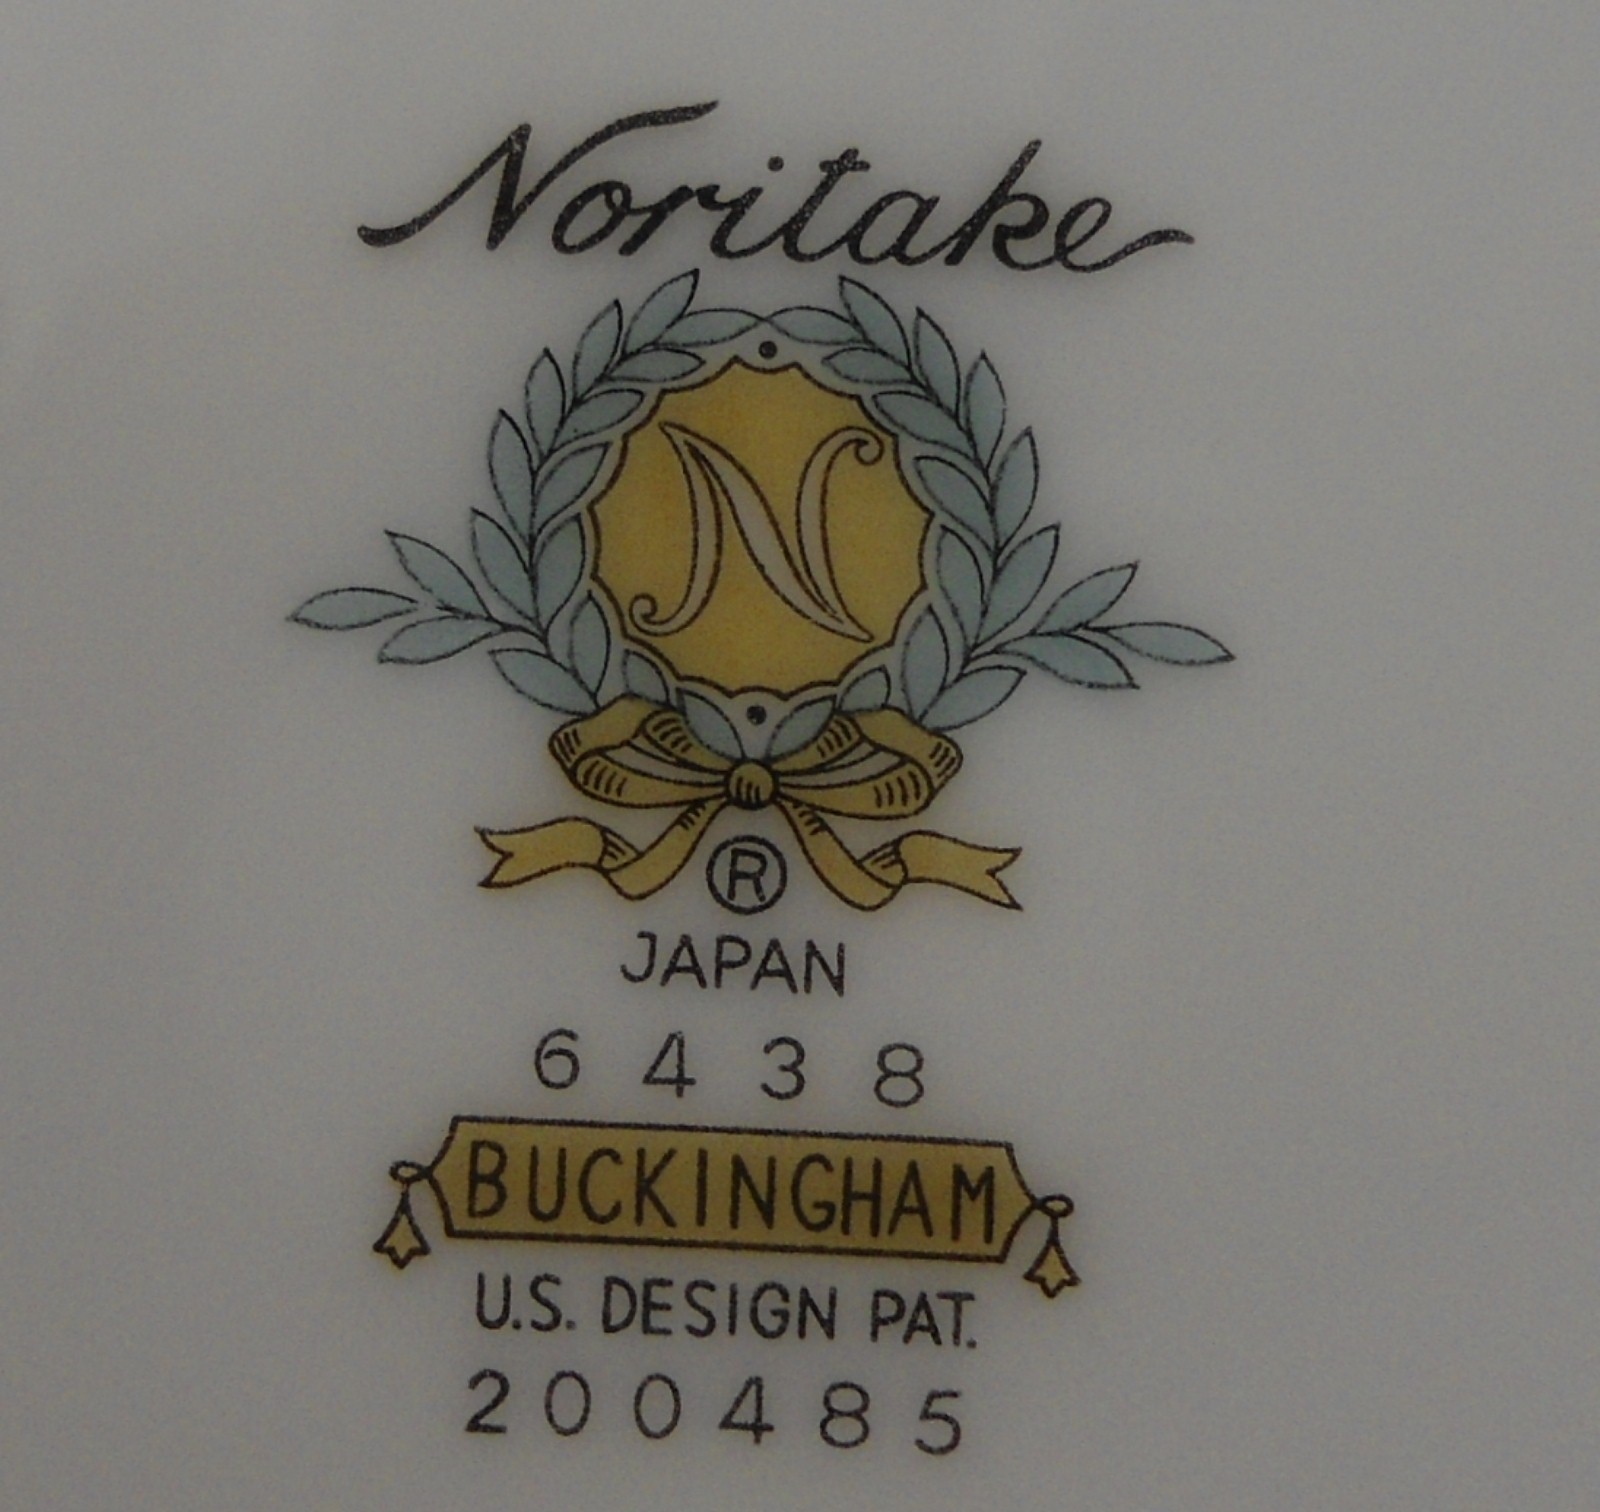 Noritake
N
®
JAPAN
6438
BUCKINGHAM
U.S. DESIGN PAT.
200485